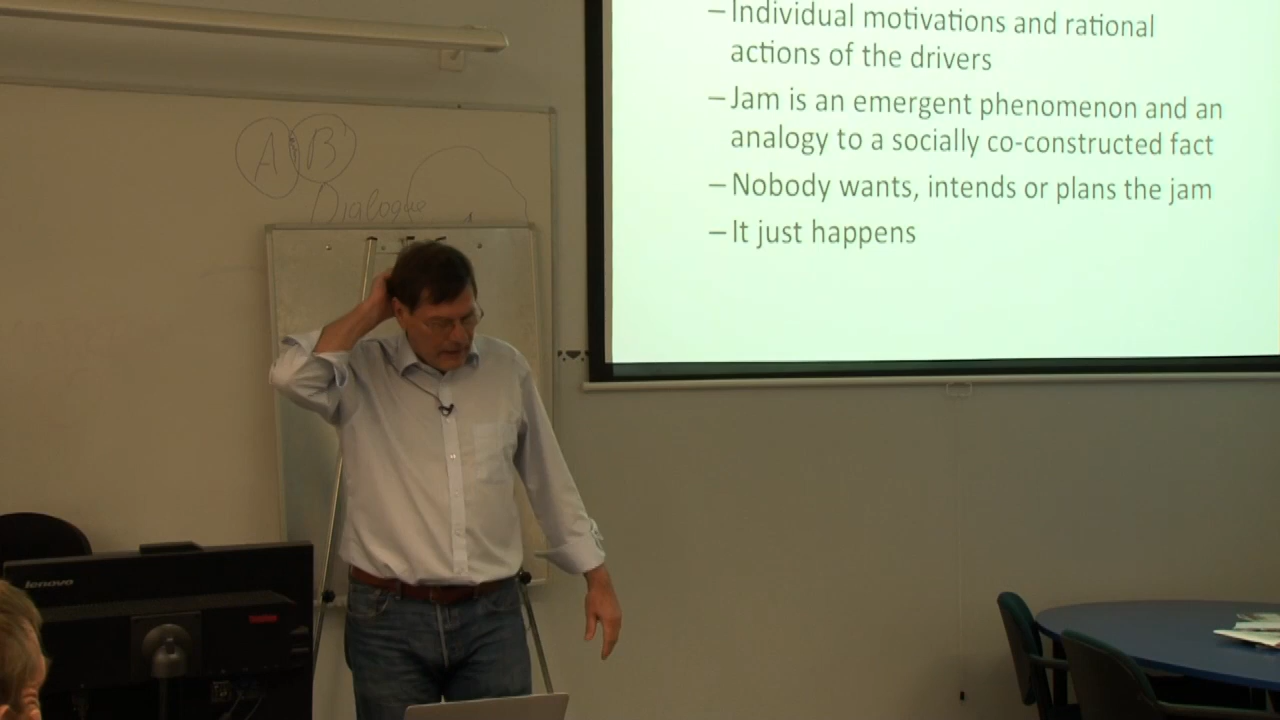 – Individual motivations and rational
actions of the drivers
– Jam is an emergent phenomenon and an
analogy to a socially co-constructed fact
– Nobody wants, intends or plans the jam
– It just happens
A B
Dialogue
lenovo